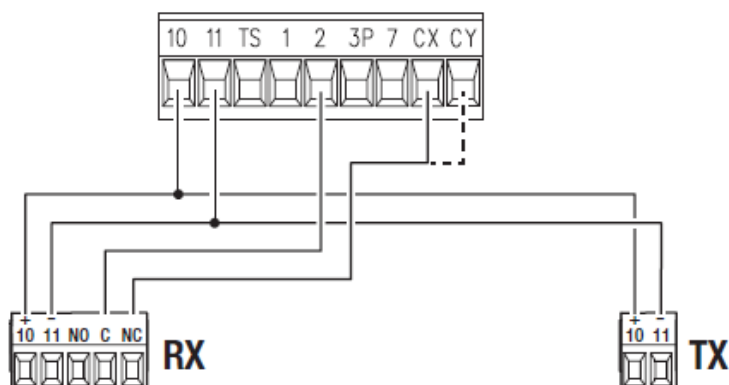 10 11 TS 1 2 3P 7 CX CY
+ - + -
10 11 NO C NC RX 10 11 TX